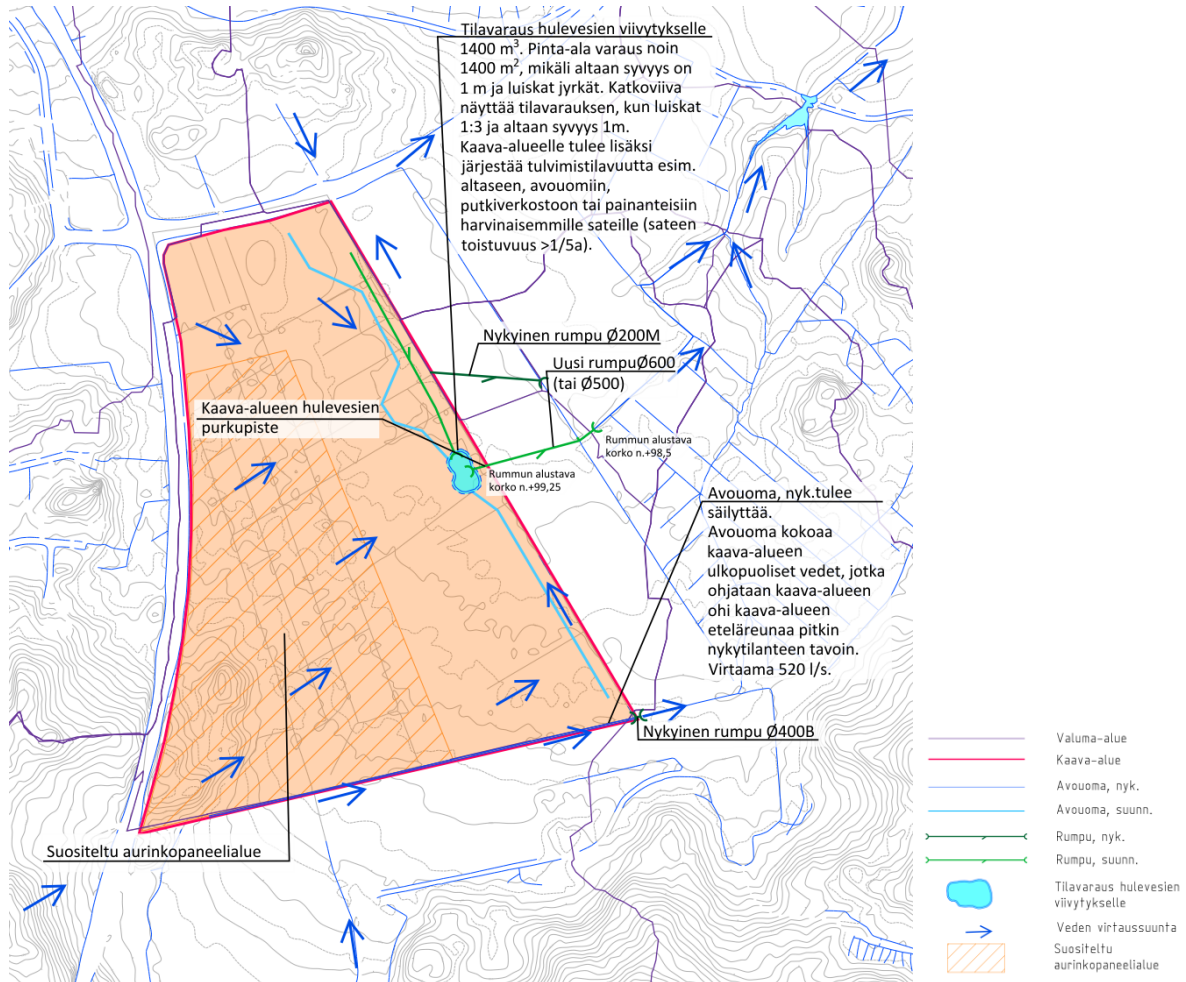 Tilavaraus hulevesien viivytykselle
1400 m³. Pinta-ala varaus noin
1400 m², mikäli altaan syvyys on
1 m ja luiskat jyrkät. Katkoviiva
näyttää tilavarauksen, kun luiskat
1:3 ja altaan syvyys 1m.
Kaava-alueelle tulee lisäksi
järjestää tulvimistilavuutta esim.
altaseen, avouomiin,
putkiverkostoon tai painanteisiin
harvinaisemmille sateille (sateen
toistuvuus >1/5a).
Nykyinen rumpu Ø200M
Uusi rumpuØ600
(tai Ø500)
Kaava-alueen hulevesien
purkupiste
Rummun alustava
korko n.+98,5
Rummun alustava
korko n.+99,25
Avouoma, nyk.tulee
säilyttää.
Avouoma kokoaa
kaava-alueen
ulkopuoliset vedet, jotka
ohjataan kaava-alueen
ohi kaava-alueen
eteläreunaa pitkin
nykytilanteen tavoin.
Virtaama 520 l/s.
Nykyinen rumpu Ø400B
Suositeltu aurinkopaneelialue
Valuma-alue
Kaava-alue
Avouoma, nyk.
Avouoma, suunn.
Rumpu, nyk.
Rumpu, suunn.
Tilavaraus hulevesien
viivytykselle
Veden virtaussuunta
Suositeltu
aurinkopaneelialue